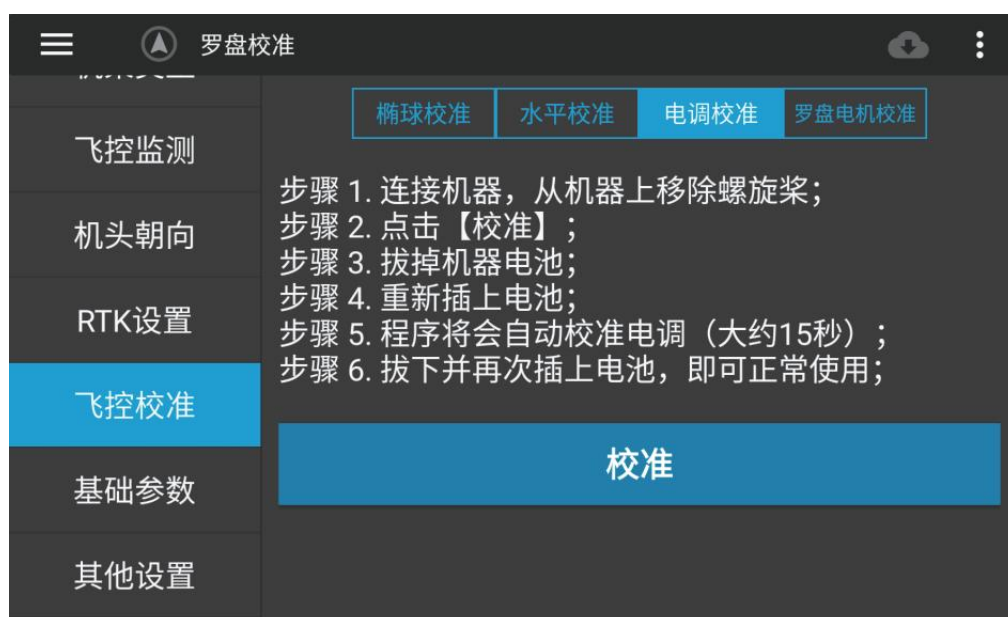 罗盘校准
椭球校准 水平校准 电调校准 罗盘电机校准
飞控监测
机头朝向
RTK设置
飞控校准
基础参数
其他设置
步骤 1. 连接机器，从机器上移除螺旋桨；
步骤 2. 点击【校准】；
步骤 3. 拔掉机器电池；
步骤 4. 重新插上电池；
步骤 5. 程序将会自动校准电调（大约15秒）；
步骤 6. 拔下并再次插上电池，即可正常使用；
校准